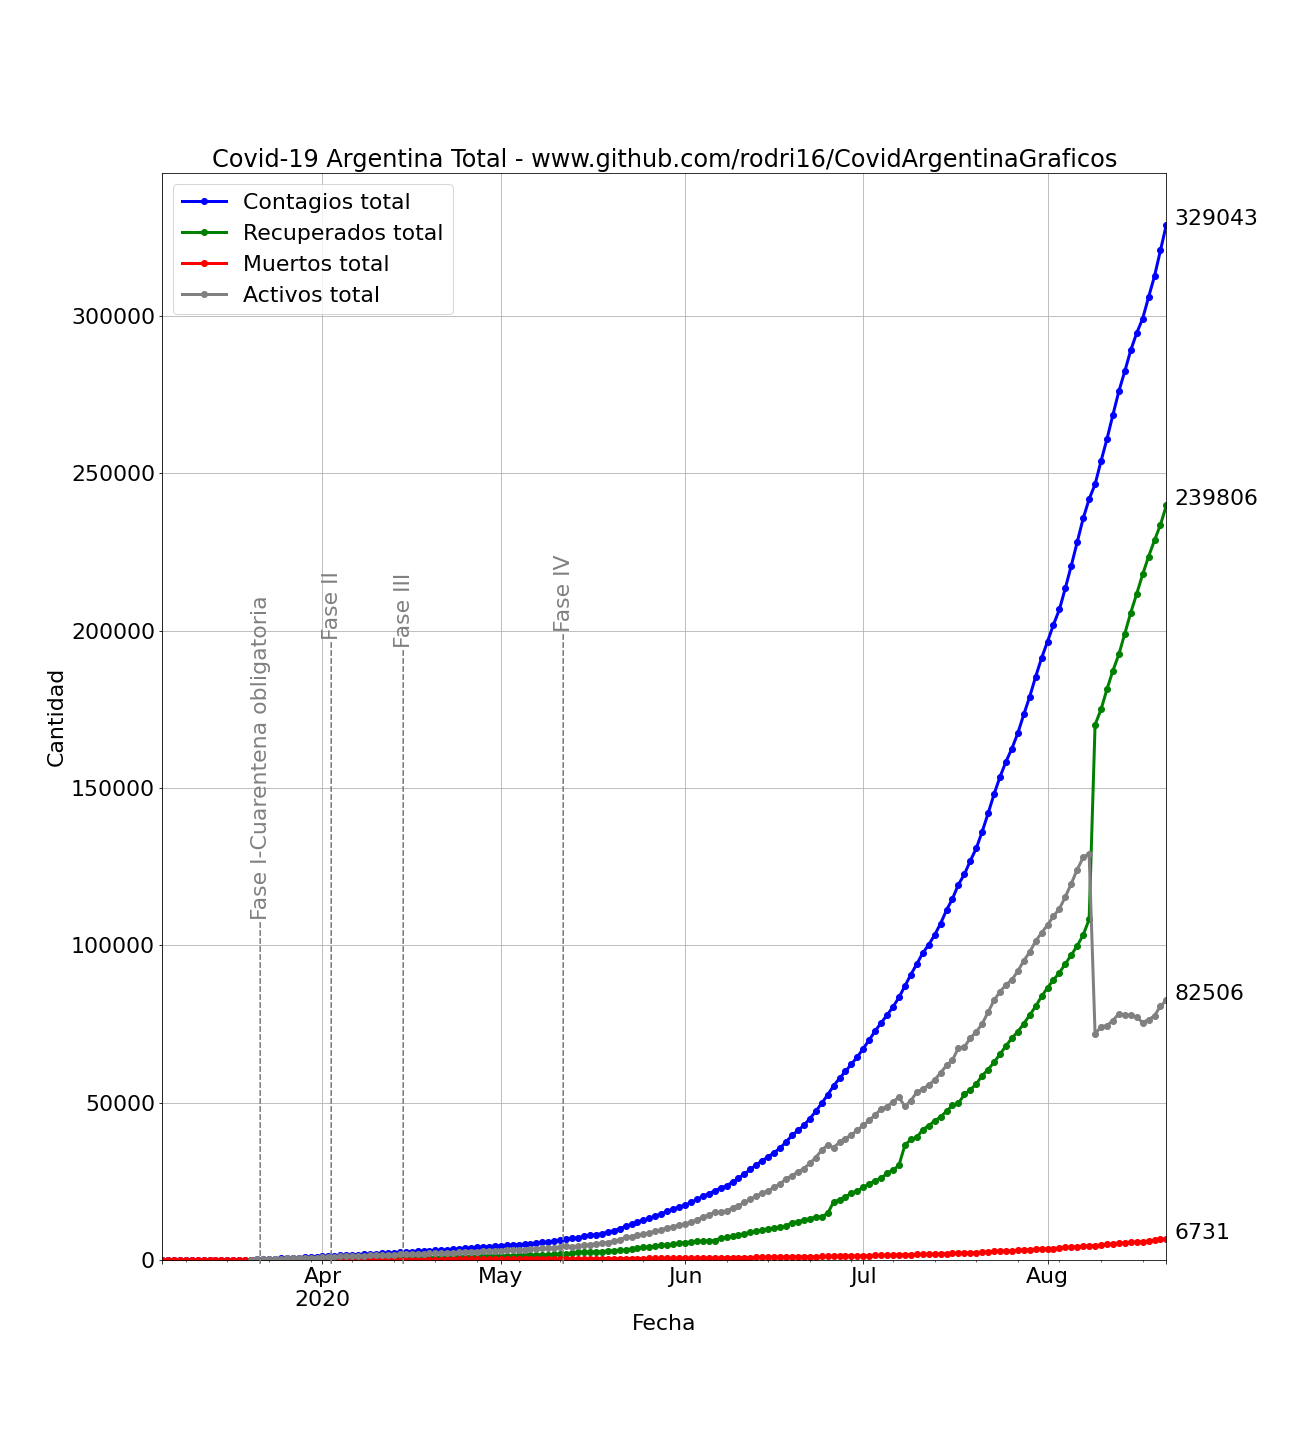 Covid-19 Argentina Total - www.github.com/rodri16/CovidArgentinaGraficos
Contagios total
Recuperados total
Muertos total
Activos total
329043
239806
82506
6731
300000
250000
200000
150000
100000
50000
0
Cantidad
Fase I-Cuarentena obligatoria
Fase II
Fase III
Fase IV
Apr
2020
May
Jun
Jul
Aug
Fecha